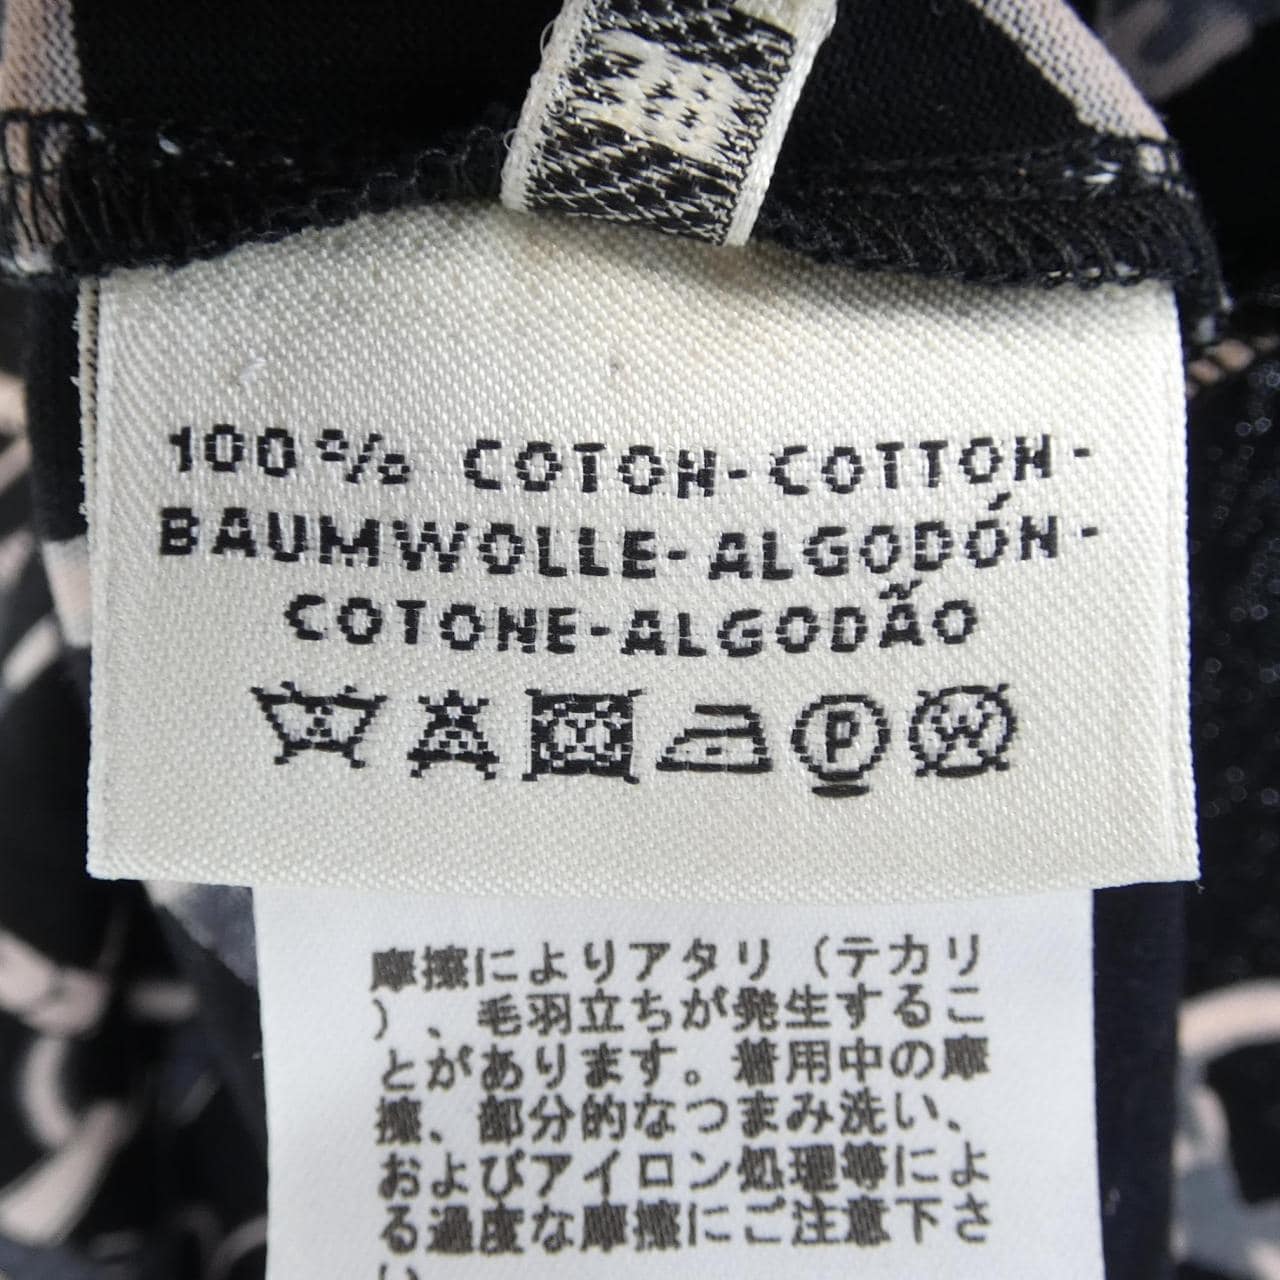 100% COTON-COTTON-
BAUMWOLLE-ALGODÓN-
COTONE-ALGODÃO
P W
摩擦によりアタリ（テカリ
）、毛羽立ちが発生するこ
とがあります。着用中の摩
擦、部分的なつまみ洗い、
およびアイロン処理等によ
る過度な摩擦にご注意下さ
い